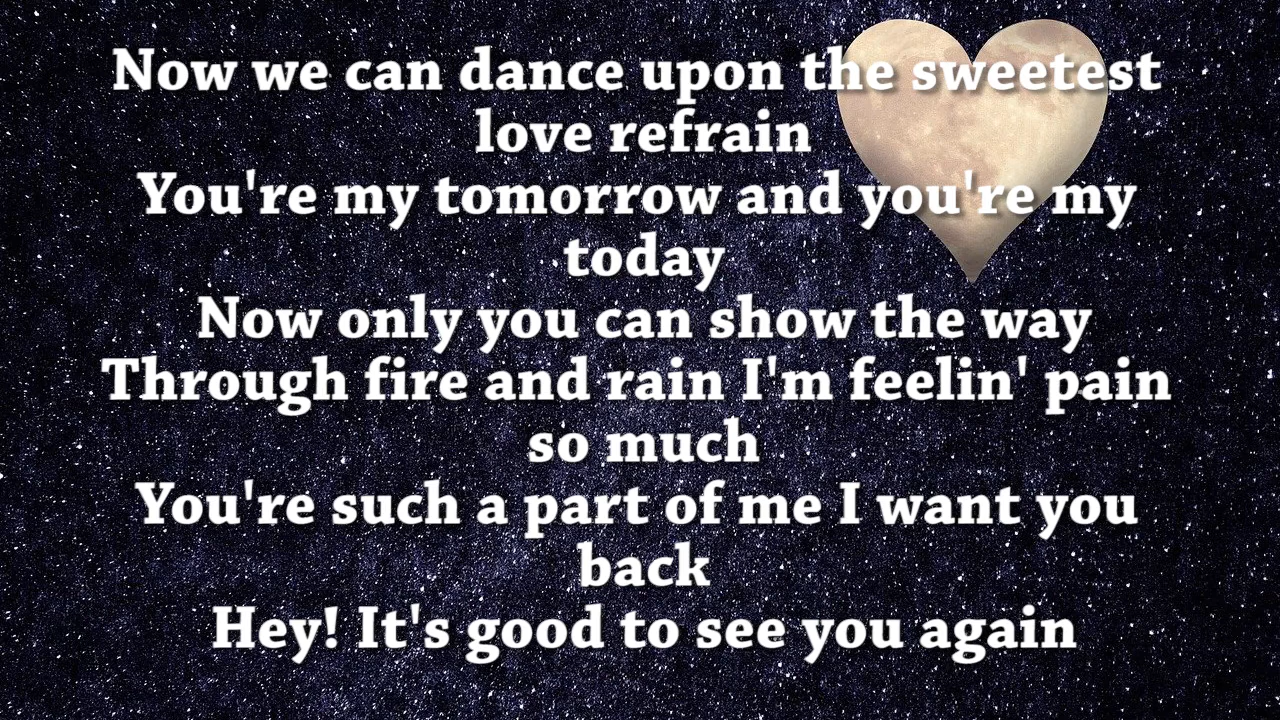 Now we can dance upon the sweetest
love refrain
You're my tomorrow and you're my
today
Now only you can show the way
Through fire and rain I'm feelin' pain
so much
You're such a part of me I want you
back
Hey! It's good to see you again